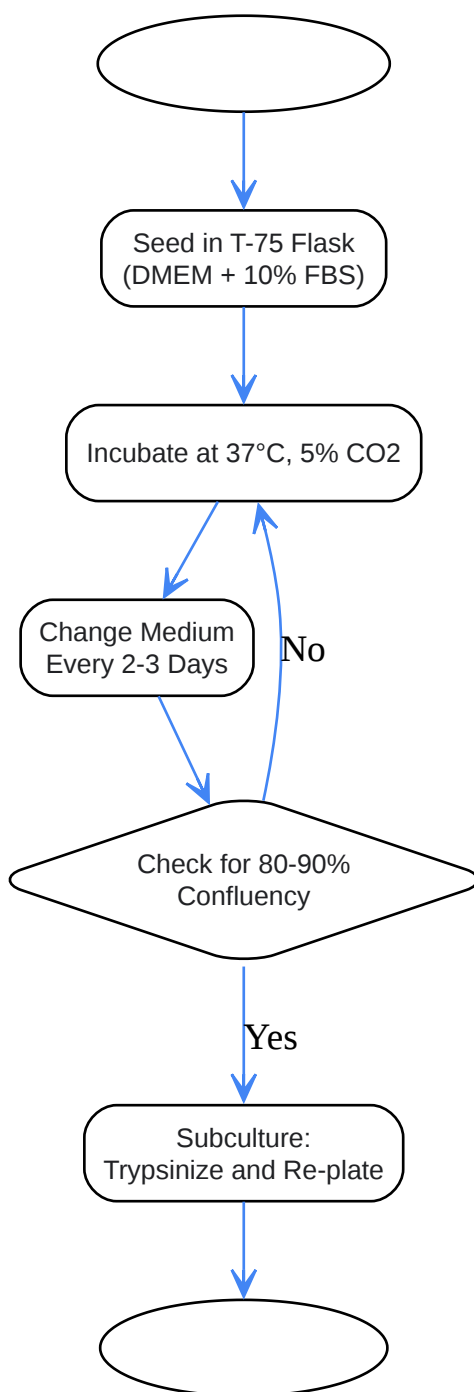 Seed in T-75 Flask
(DMEM + 10% FBS)
Incubate at 37°C, 5% CO2
Change Medium
Every 2-3 Days
No
Check for 80-90%
Confluency
Yes
Subculture:
Trypsinize and Re-plate